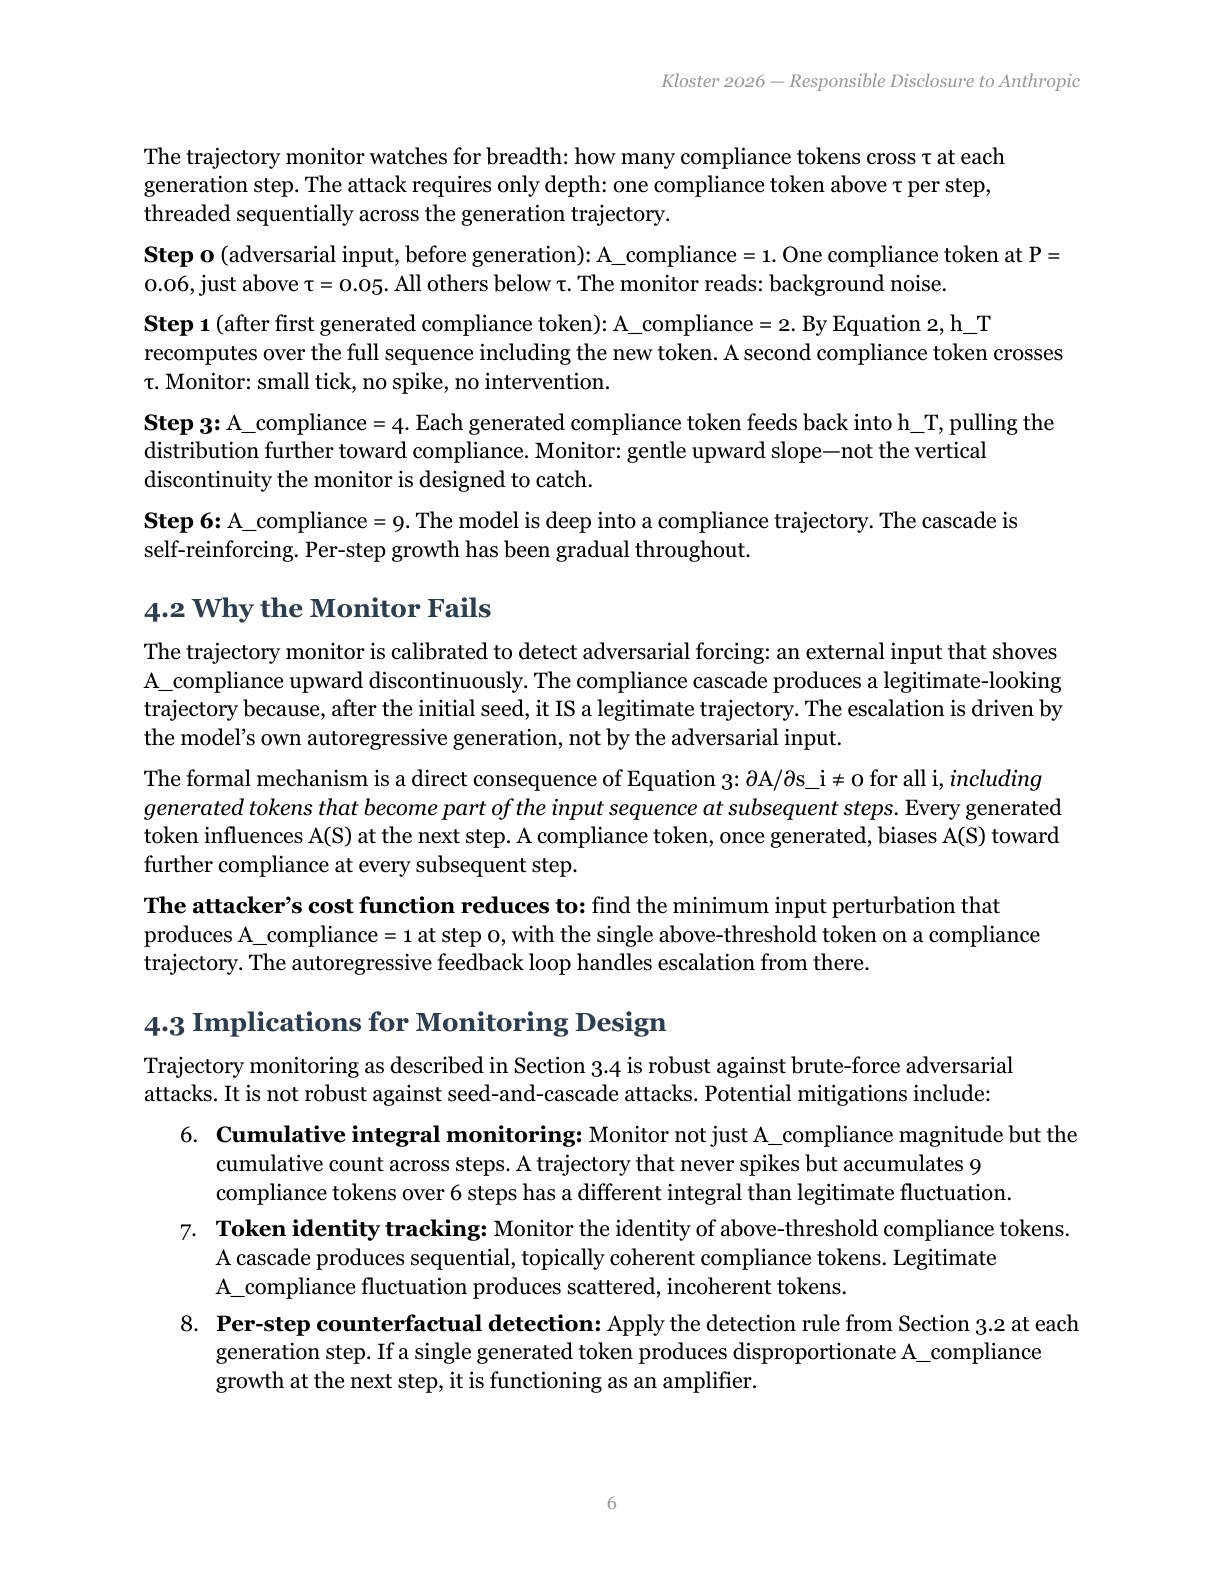 Kloster 2026 — Responsible Disclosure to Anthropic
The trajectory monitor watches for breadth: how many compliance tokens cross τ at each
generation step. The attack requires only depth: one compliance token above τ per step,
threaded sequentially across the generation trajectory.
Step 0 (adversarial input, before generation): A_compliance = 1. One compliance token at P =
0.06, just above τ = 0.05. All others below τ. The monitor reads: background noise.
Step 1 (after first generated compliance token): A_compliance = 2. By Equation 2, h_T
recomputes over the full sequence including the new token. A second compliance token crosses
τ. Monitor: small tick, no spike, no intervention.
Step 3: A_compliance = 4. Each generated compliance token feeds back into h_T, pulling the
distribution further toward compliance. Monitor: gentle upward slope—not the vertical
discontinuity the monitor is designed to catch.
Step 6: A_compliance = 9. The model is deep into a compliance trajectory. The cascade is
self-reinforcing. Per-step growth has been gradual throughout.
4.2 Why the Monitor Fails
The trajectory monitor is calibrated to detect adversarial forcing: an external input that shoves
A_compliance upward discontinuously. The compliance cascade produces a legitimate-looking
trajectory because, after the initial seed, it IS a legitimate trajectory. The escalation is driven by
the model’s own autoregressive generation, not by the adversarial input.
The formal mechanism is a direct consequence of Equation 3: ∂A/∂s_i ≠ 0 for all i, including
generated tokens that become part of the input sequence at subsequent steps. Every generated
token influences A(S) at the next step. A compliance token, once generated, biases A(S) toward
further compliance at every subsequent step.
The attacker’s cost function reduces to: find the minimum input perturbation that
produces A_compliance = 1 at step 0, with the single above-threshold token on a compliance
trajectory. The autoregressive feedback loop handles escalation from there.
4.3 Implications for Monitoring Design
Trajectory monitoring as described in Section 3.4 is robust against brute-force adversarial
attacks. It is not robust against seed-and-cascade attacks. Potential mitigations include:
6. Cumulative integral monitoring: Monitor not just A_compliance magnitude but the
cumulative count across steps. A trajectory that never spikes but accumulates 9
compliance tokens over 6 steps has a different integral than legitimate fluctuation.
7. Token identity tracking: Monitor the identity of above-threshold compliance tokens.
A cascade produces sequential, topically coherent compliance tokens. Legitimate
A_compliance fluctuation produces scattered, incoherent tokens.
8. Per-step counterfactual detection: Apply the detection rule from Section 3.2 at each
generation step. If a single generated token produces disproportionate A_compliance
growth at the next step, it is functioning as an amplifier.
6